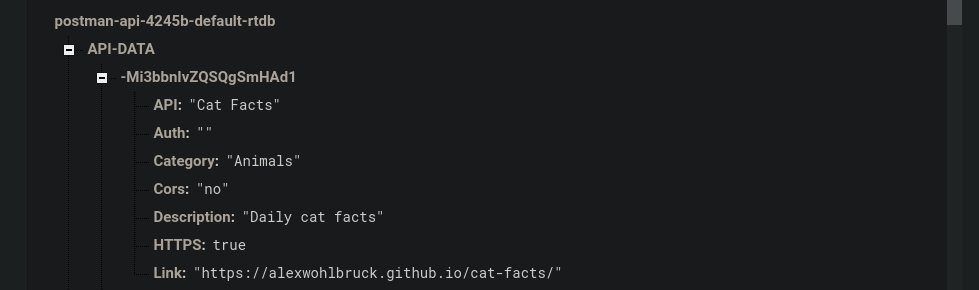 postman-api-4245b-default-rtdb
API-DATA
-Mi3bbnIvZQSQgSmHAd1
API: "Cat Facts"
Auth: ""
Category: "Animals"
Cors: "no"
Description: "Daily cat facts"
HTTPS: true
Link: "https://alexwohlbruck.github.io/cat-facts/"